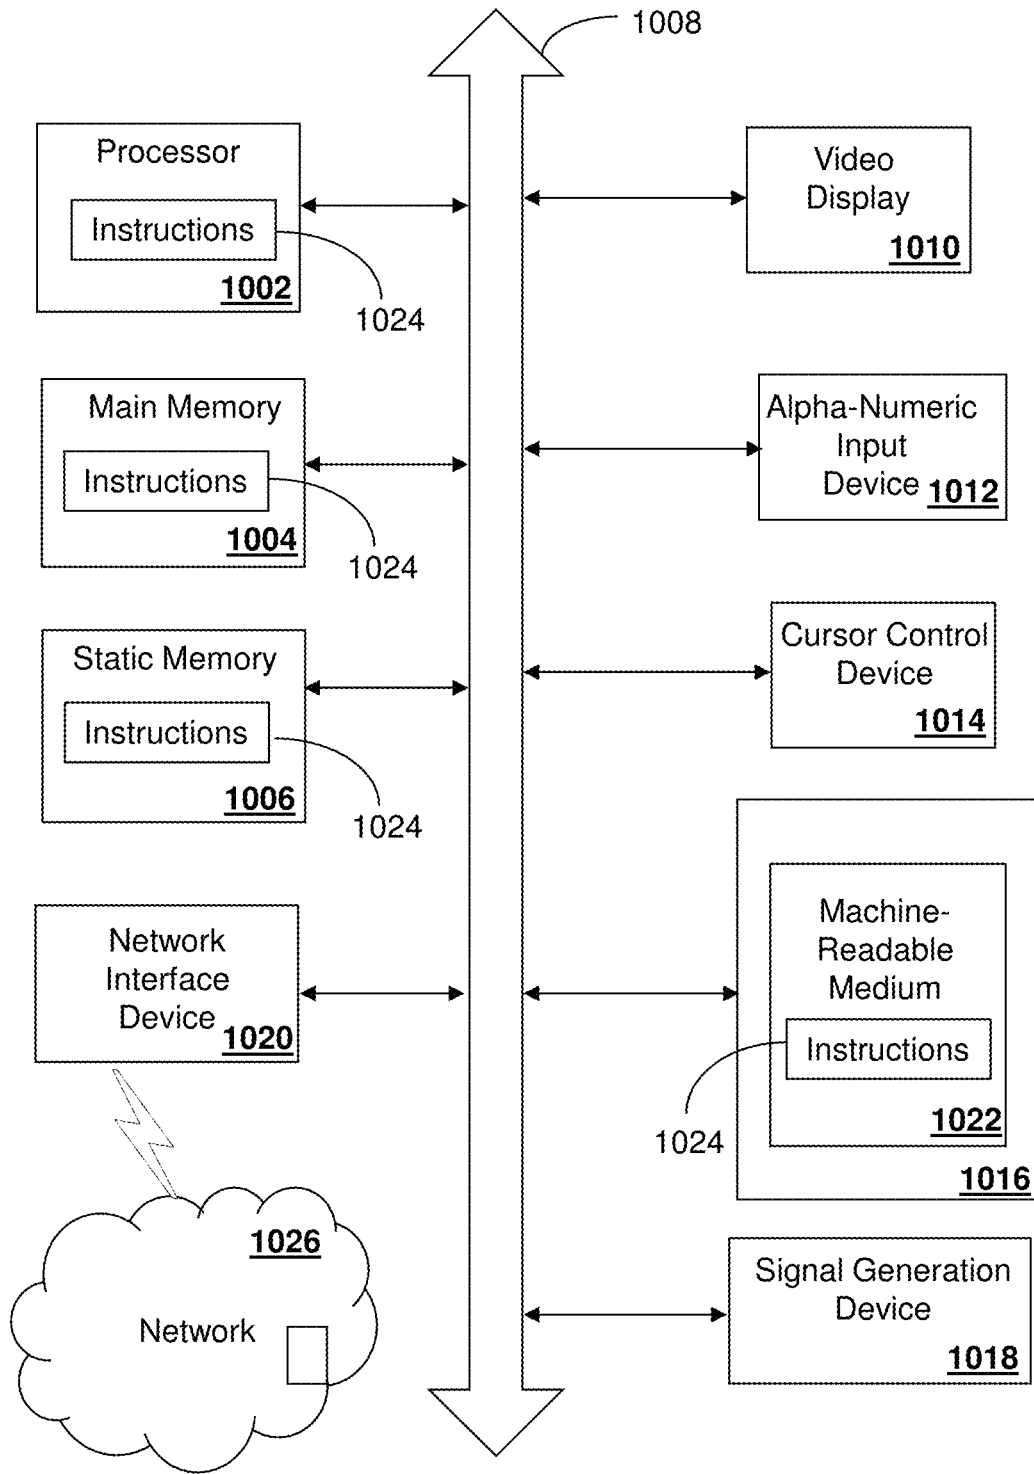 1008
Processor
Instructions
1002
1024
Main Memory
Instructions
1004
1024
Static Memory
Instructions
1006
1024
Network
Interface
Device
1020
1026
Network
Video
Display
1010
Alpha-Numeric
Input
Device
1012
Cursor Control
Device
1014
Machine-
Readable
Medium
Instructions
1024
1022
1016
Signal Generation
Device
1018